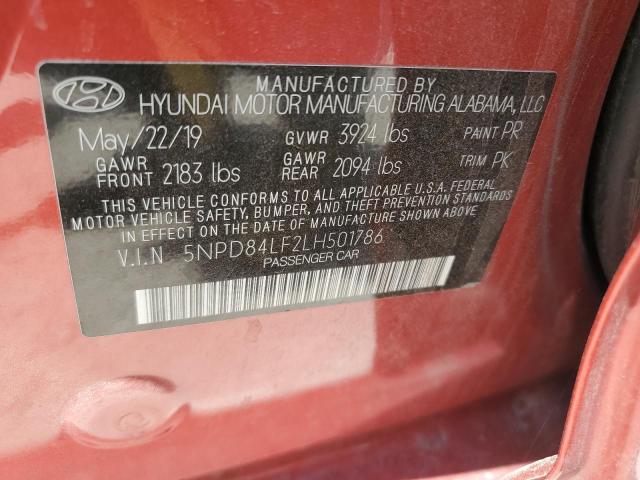 MANUFACTURED BY
HYUNDAI MOTOR MANUFACTURING ALABAMA, LLC
May/22/19 GVWR 3924 lbs PAINT PR
GAWR FRONT 2183 lbs GAWR REAR 2094 lbs TRIM PK
THIS VEHICLE CONFORMS TO ALL APPLICABLE U.S.A. FEDERAL
MOTOR VEHICLE SAFETY, BUMPER, AND THEFT PREVENTION STANDARDS
IN EFFECT ON THE DATE OF MANUFACTURE SHOWN ABOVE.
V.I.N 5NPD84LF2LH501786
PASSENGER CAR